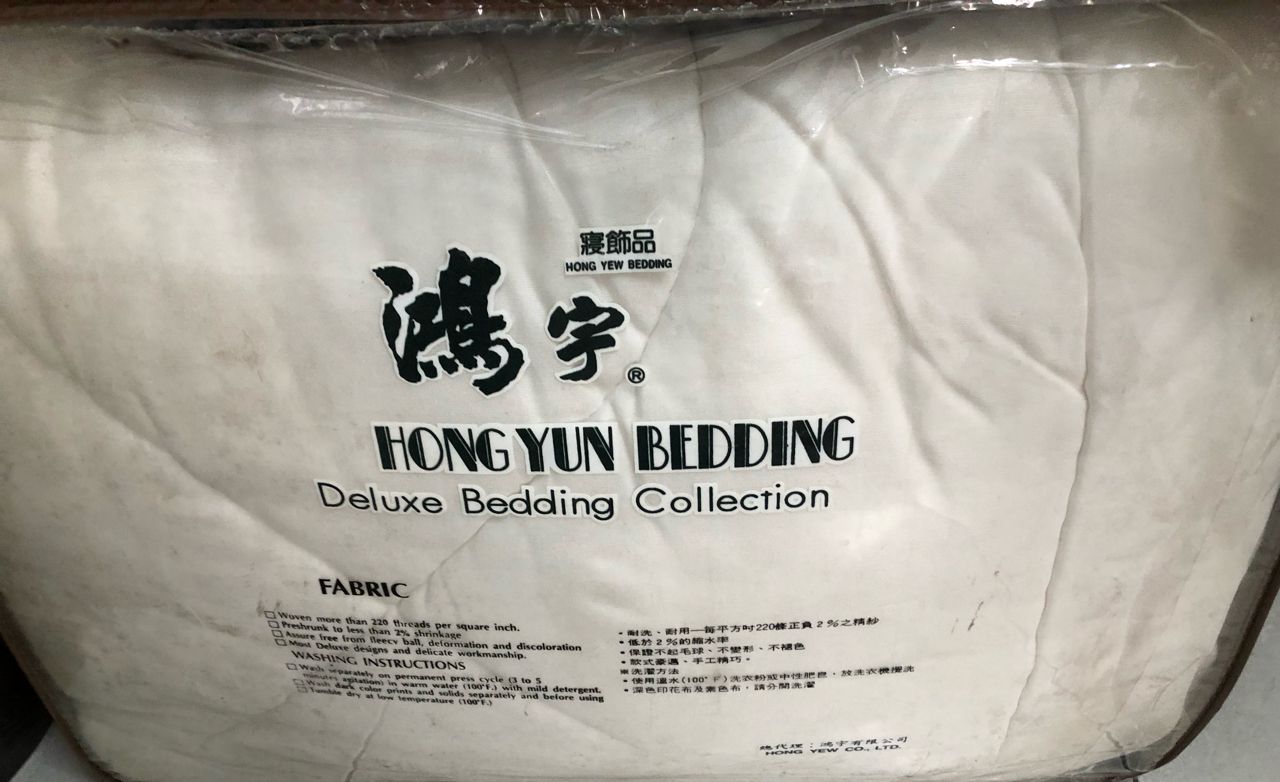 寢飾品
HONG YEW BEDDING
鴻宇®
HONG YUN BEDDING
Deluxe Bedding Collection
FABRIC
□ Woven more than 220 threads per square inch.
□ Preshrunk to less than 2% shrinkage
□ Assure free from fleecy ball, deformation and discoloration
□ Most Deluxe designs and delicate workmanship.
WASHING INSTRUCTIONS
□ Wash separately on permanent press cycle (3 to 5
minutes agitation) in warm water (100°F.) with mild detergent.
□ Wash dark color prints and solids separately and before using
□ Tumble dry at low temperature (100°F.)
• 耐洗、耐用—每平方吋220條正負2%之精紗
• 低於2%的縮水率
• 保證不起毛球、不變形、不褪色
• 款式豪邁、手工精巧。
※洗濯方法
• 使用溫水(100°F)洗衣粉或中性肥皂，放洗衣機攪洗
• 深色印花布及素色布，請分開洗濯
總代理：鴻宇有限公司
HONG YEW CO., LTD.